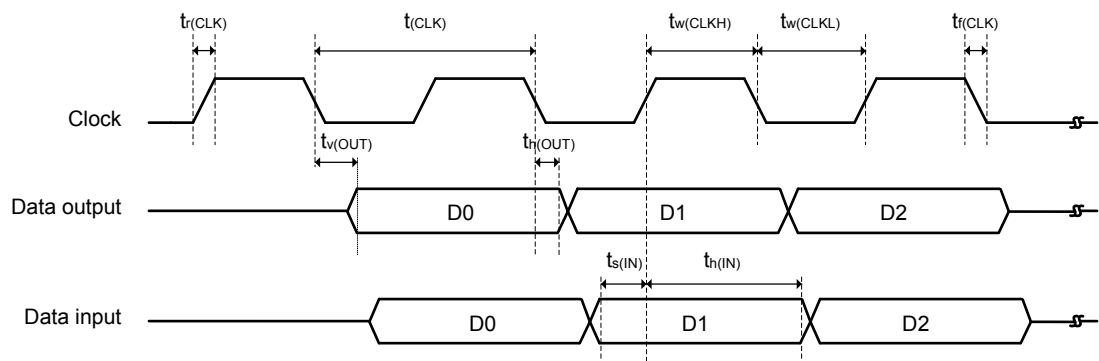 tr(CLK) t(CLK) tw(CLKH) tw(CLKL) tf(CLK)
Clock
tv(OUT) th(OUT)
Data output D0 D1 D2
ts(IN) th(IN)
Data input D0 D1 D2